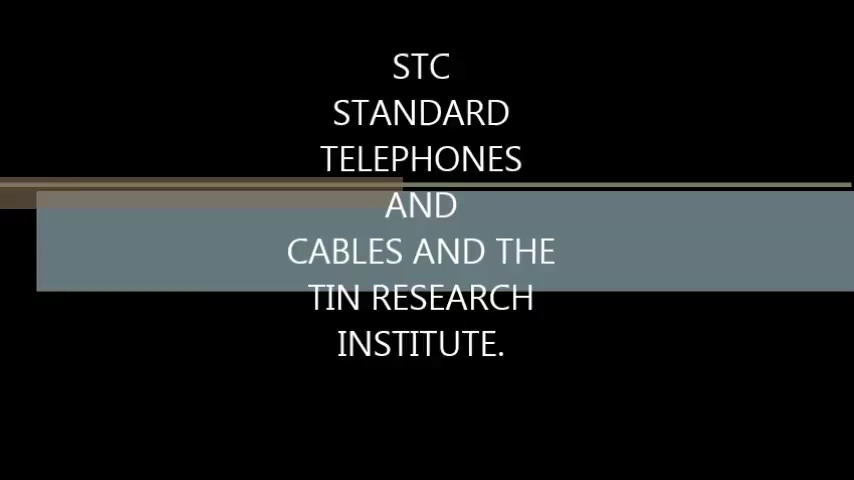 STC
STANDARD
TELEPHONES
AND
CABLES AND THE
TIN RESEARCH
INSTITUTE.